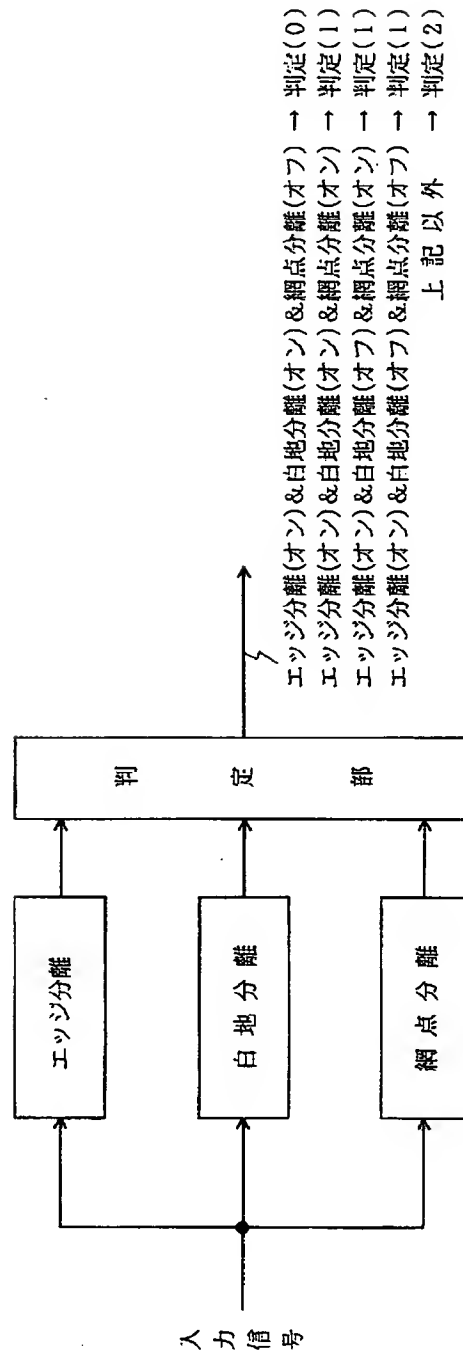 入力信号
エッジ分離
白地分離
網点分離
判定部
エッジ分離(オン)&白地分離(オン)&網点分離(オフ) → 判定(0)
エッジ分離(オン)&白地分離(オン)&網点分離(オン) → 判定(1)
エッジ分離(オン)&白地分離(オフ)&網点分離(オン) → 判定(1)
エッジ分離(オン)&白地分離(オフ)&網点分離(オフ) → 判定(1)
上記以外 → 判定(2)